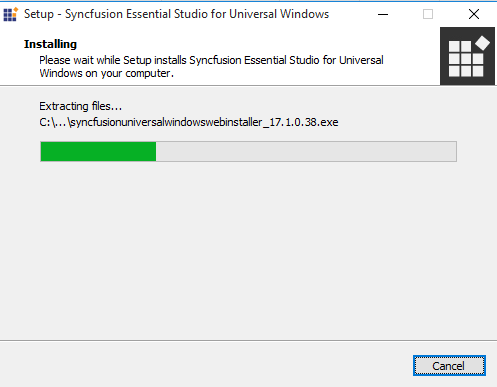 Setup - Syncfusion Essential Studio for Universal Windows
Installing
Please wait while Setup installs Syncfusion Essential Studio for Universal
Windows on your computer.
Extracting files...
C:\...\syncfusionuniversalwindowswebinstaller_17.1.0.38.exe
Cancel